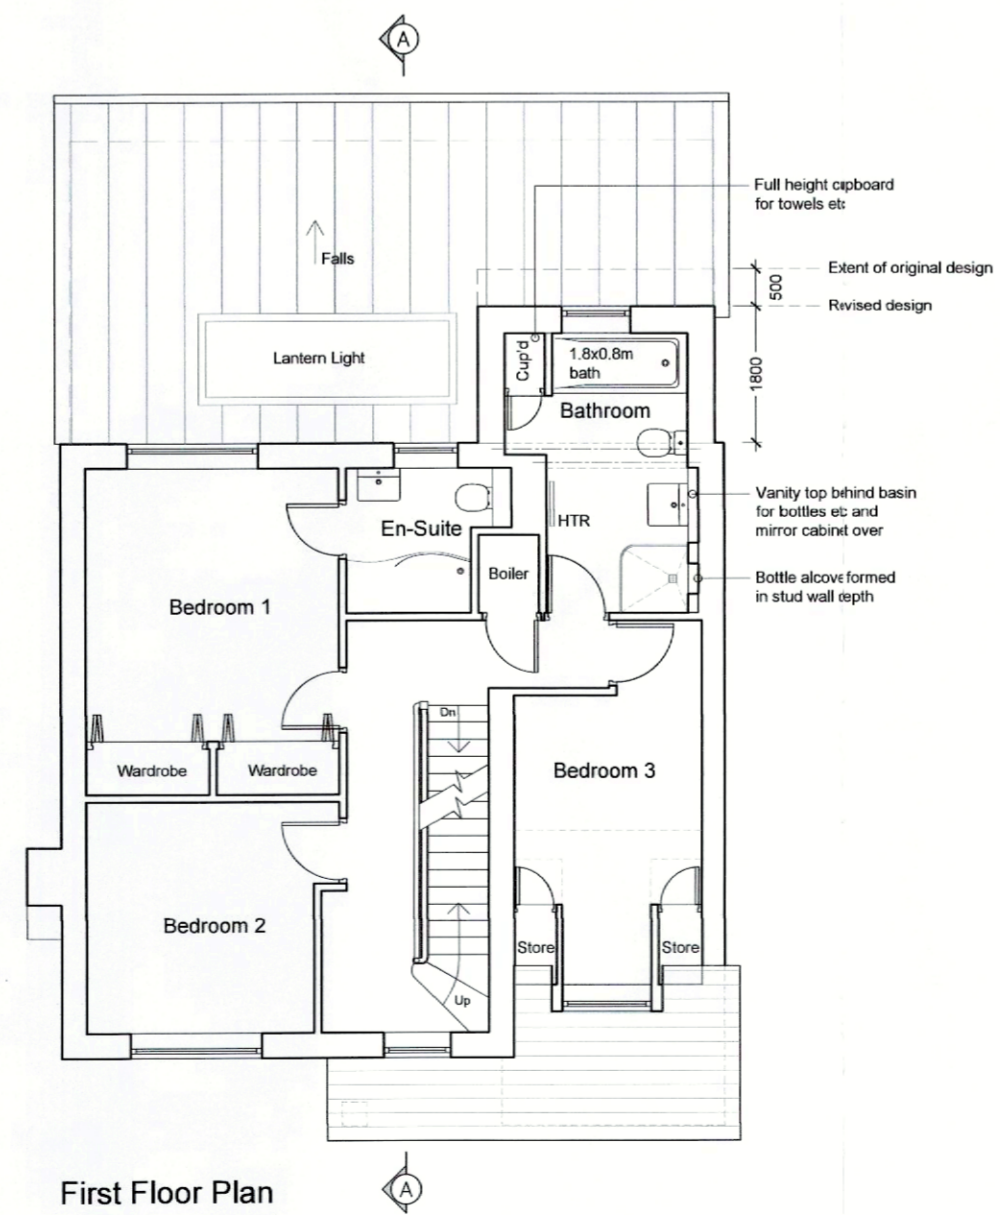 A
Full height cupboard
for towels etc
Falls
Extent of original design
500
Revised design
Lantern Light
Cup'd
1.8x0.8m
bath
1800
Bathroom
Vanity top behind basin
for bottles etc and
mirror cabinet over
En-Suite
HTR
Boiler
Bottle alcove formed
in stud wall depth
Bedroom 1
Dn
Wardrobe
Wardrobe
Bedroom 3
Bedroom 2
Store
Store
Up
First Floor Plan
A